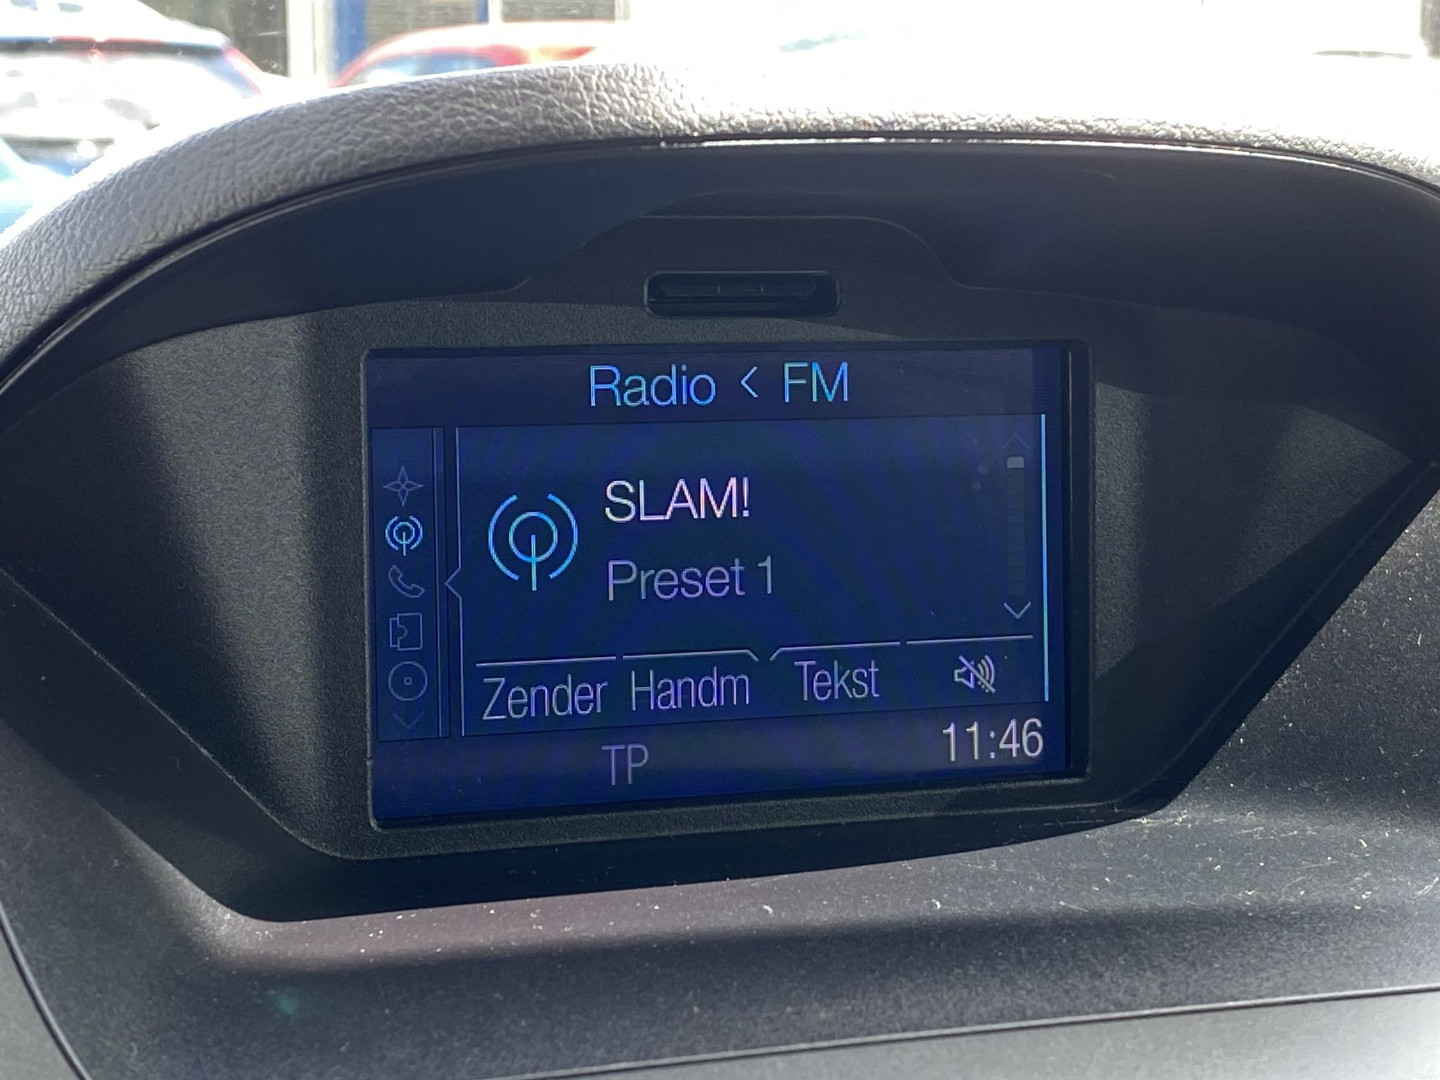 Radio < FM
SLAM!
Preset 1
Zender Handm Tekst
TP 11:46